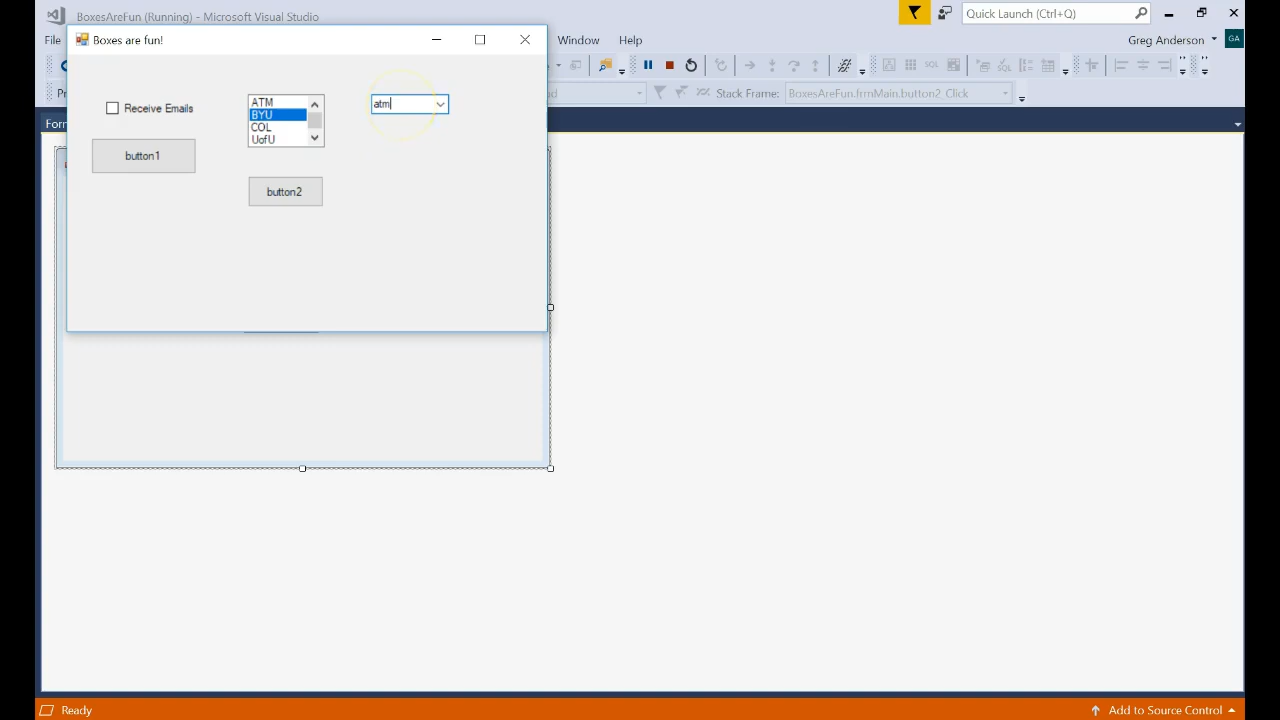 BoxesAreFun (Running) - Microsoft Visual Studio
Quick Launch (Ctrl+Q)
File
Boxes are fun!
Window
Help
Greg Anderson
GA
Stack Frame:
BoxesAreFun.frmMain.button2_Click
Receive Emails
ATM
BYU
COL
UofU
atm
button1
button2
Ready
Add to Source Control